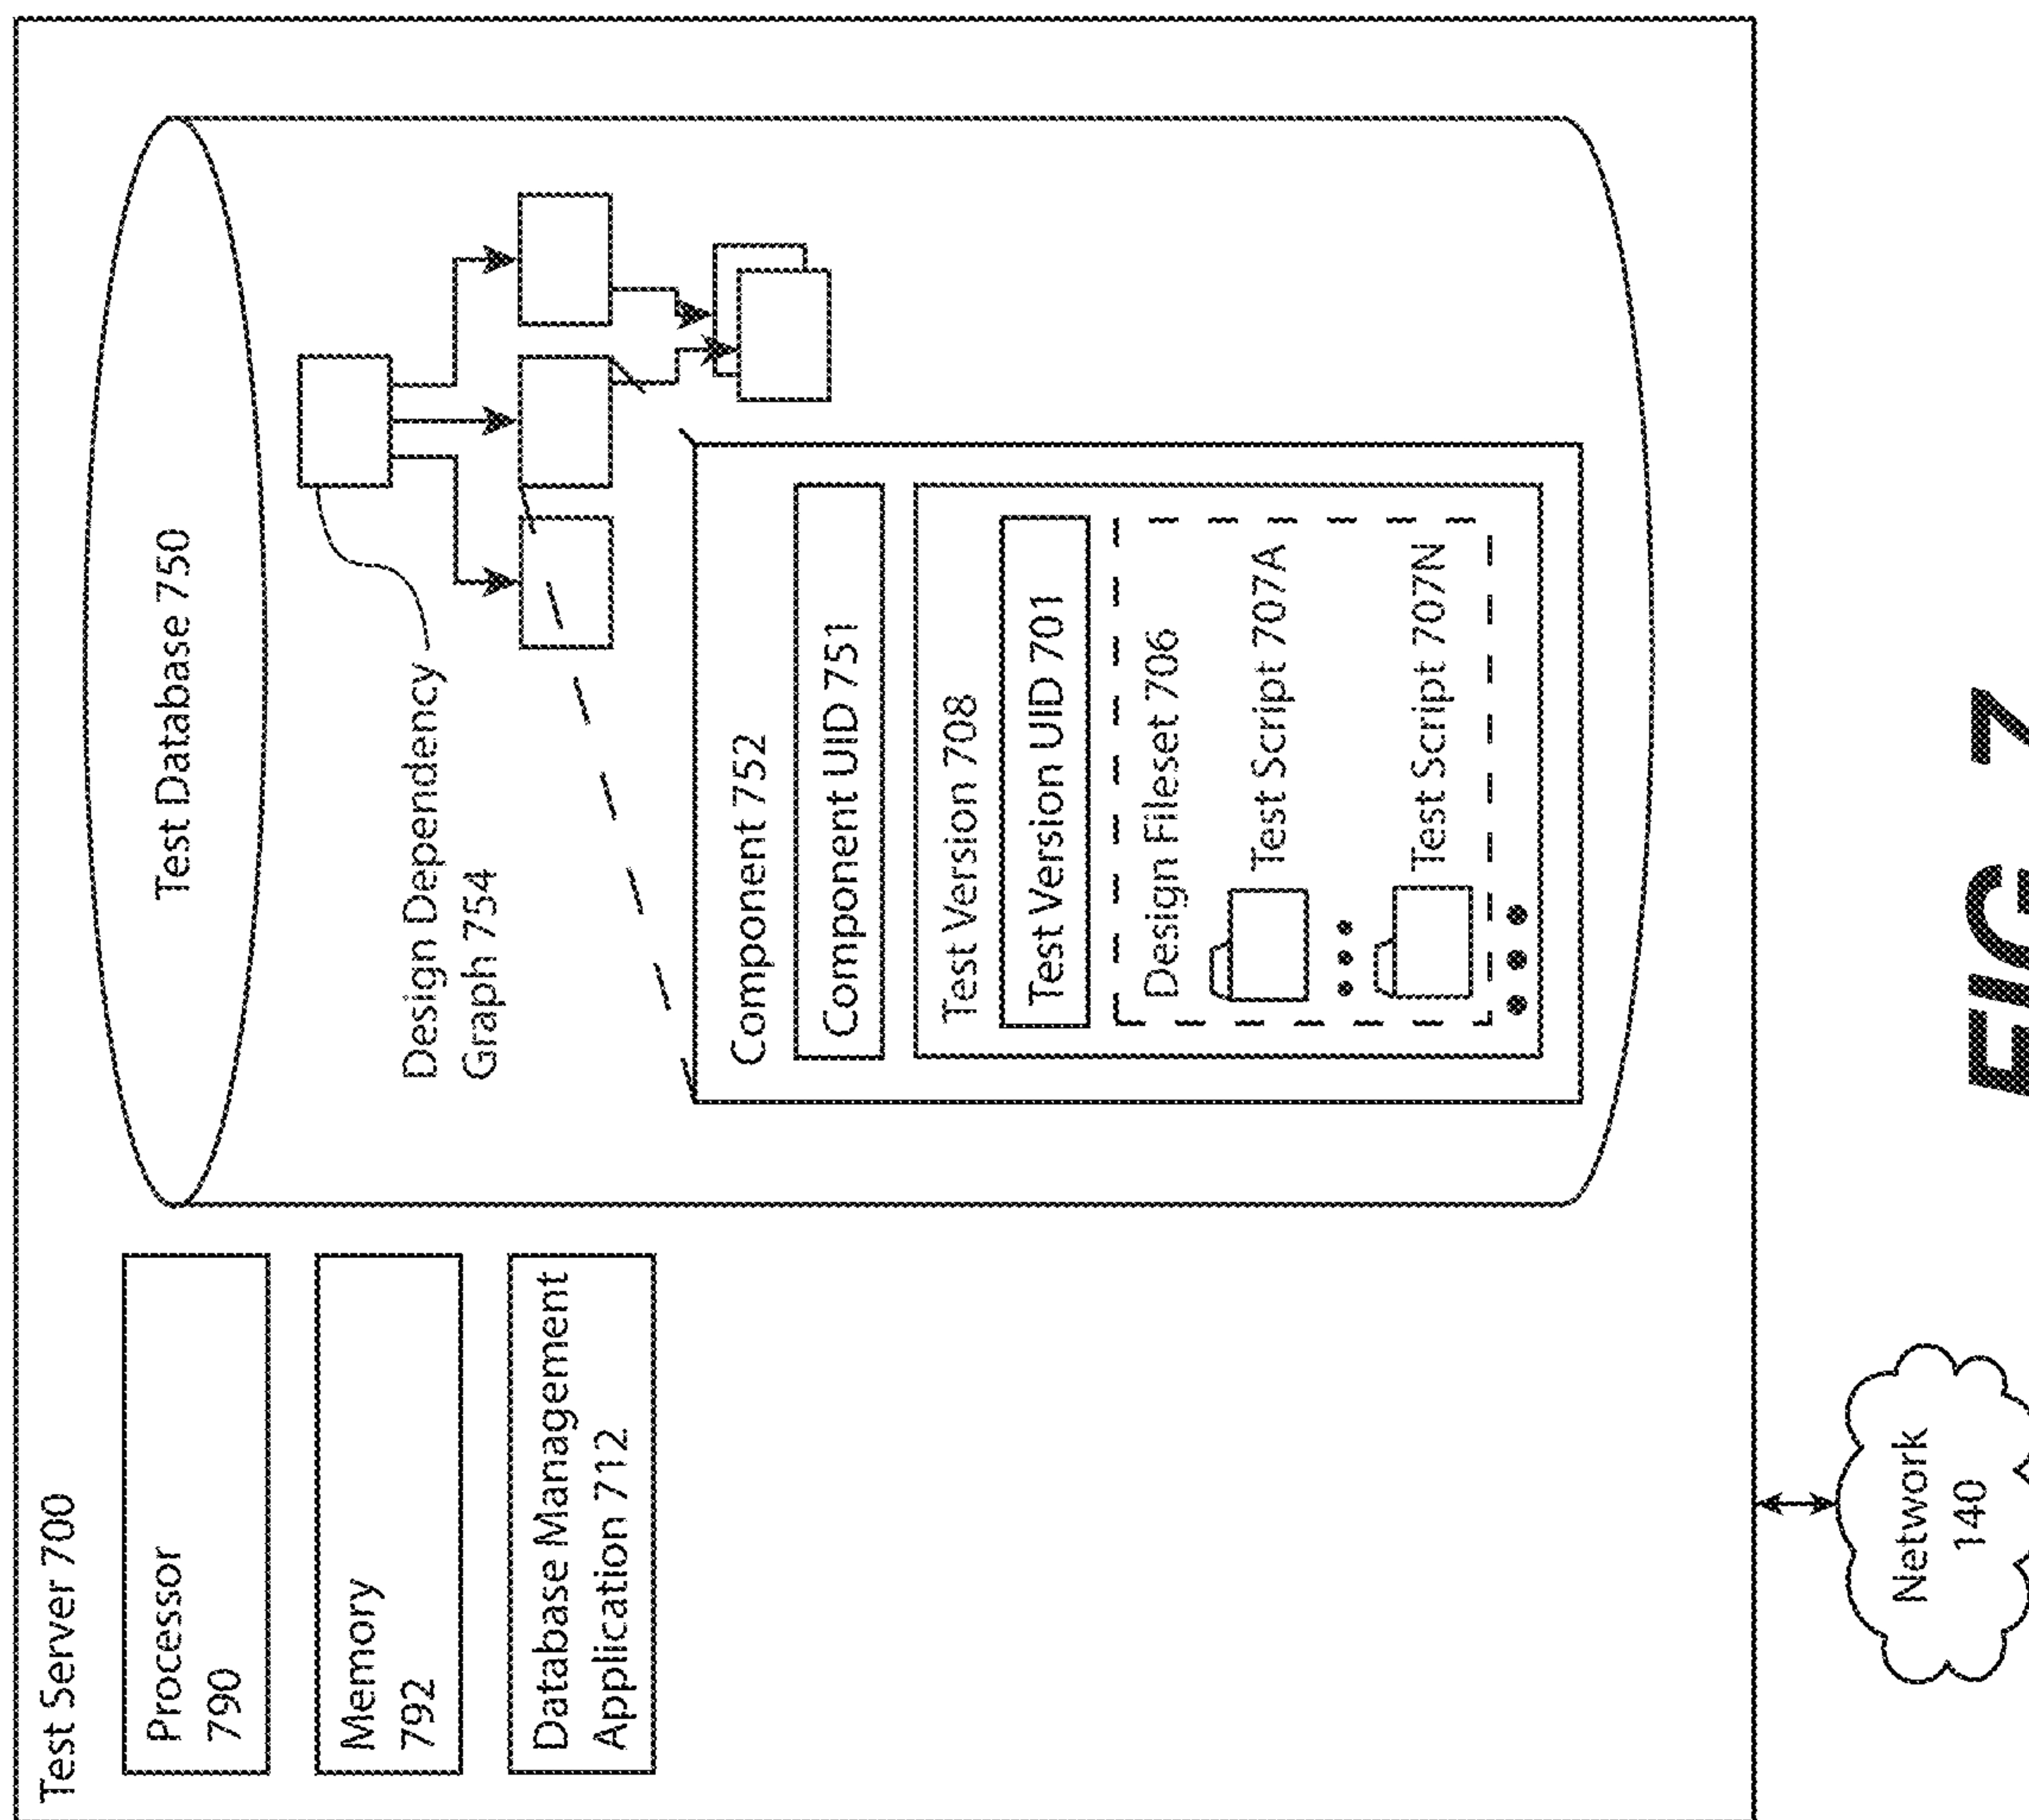 Test Server 700
Processor
790
Memory
792
Database Management
Application 712
Test Database 750
Design Dependency
Graph 754
Component 752
Component UID 751
Test Version 708
Test Version UID 701
Design Fileset 706
Test Script 707A
Test Script 707N
Network
140
FIG. 7